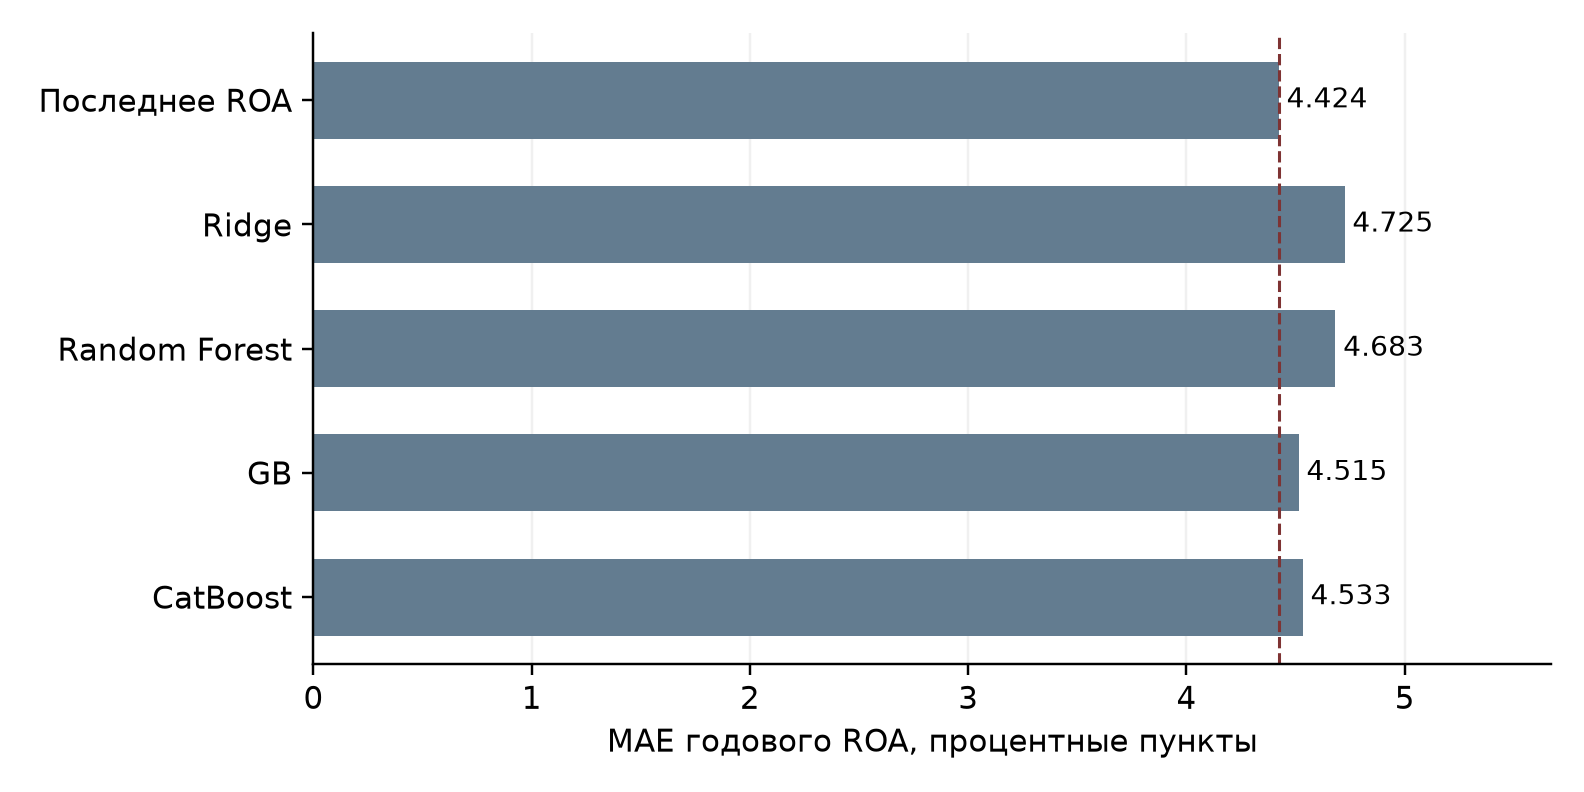 Последнее ROA
4.424
Ridge
4.725
Random Forest
4.683
GB
4.515
CatBoost
4.533
0 1 2 3 4 5
MAE годового ROA, процентные пункты